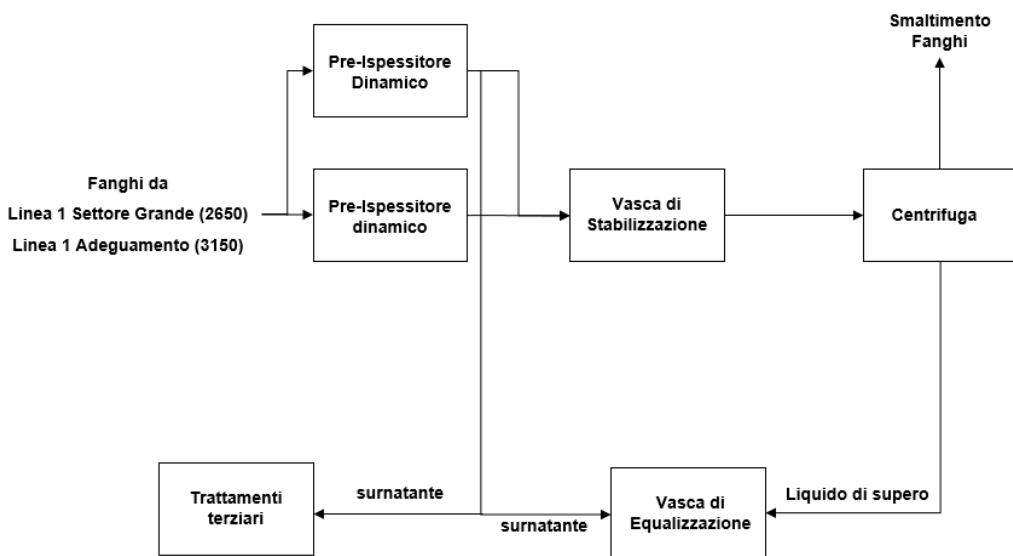 Smaltimento
Fanghi
Pre-Ispessitore
Dinamico
Fanghi da
Linea 1 Settore Grande (2650)
Linea 1 Adeguamento (3150)
Pre-Ispessitore
dinamico
Vasca di
Stabilizzazione
Centrifuga
Trattamenti
terziari
surnatante
surnatante
Vasca di
Equalizzazione
Liquido di supero